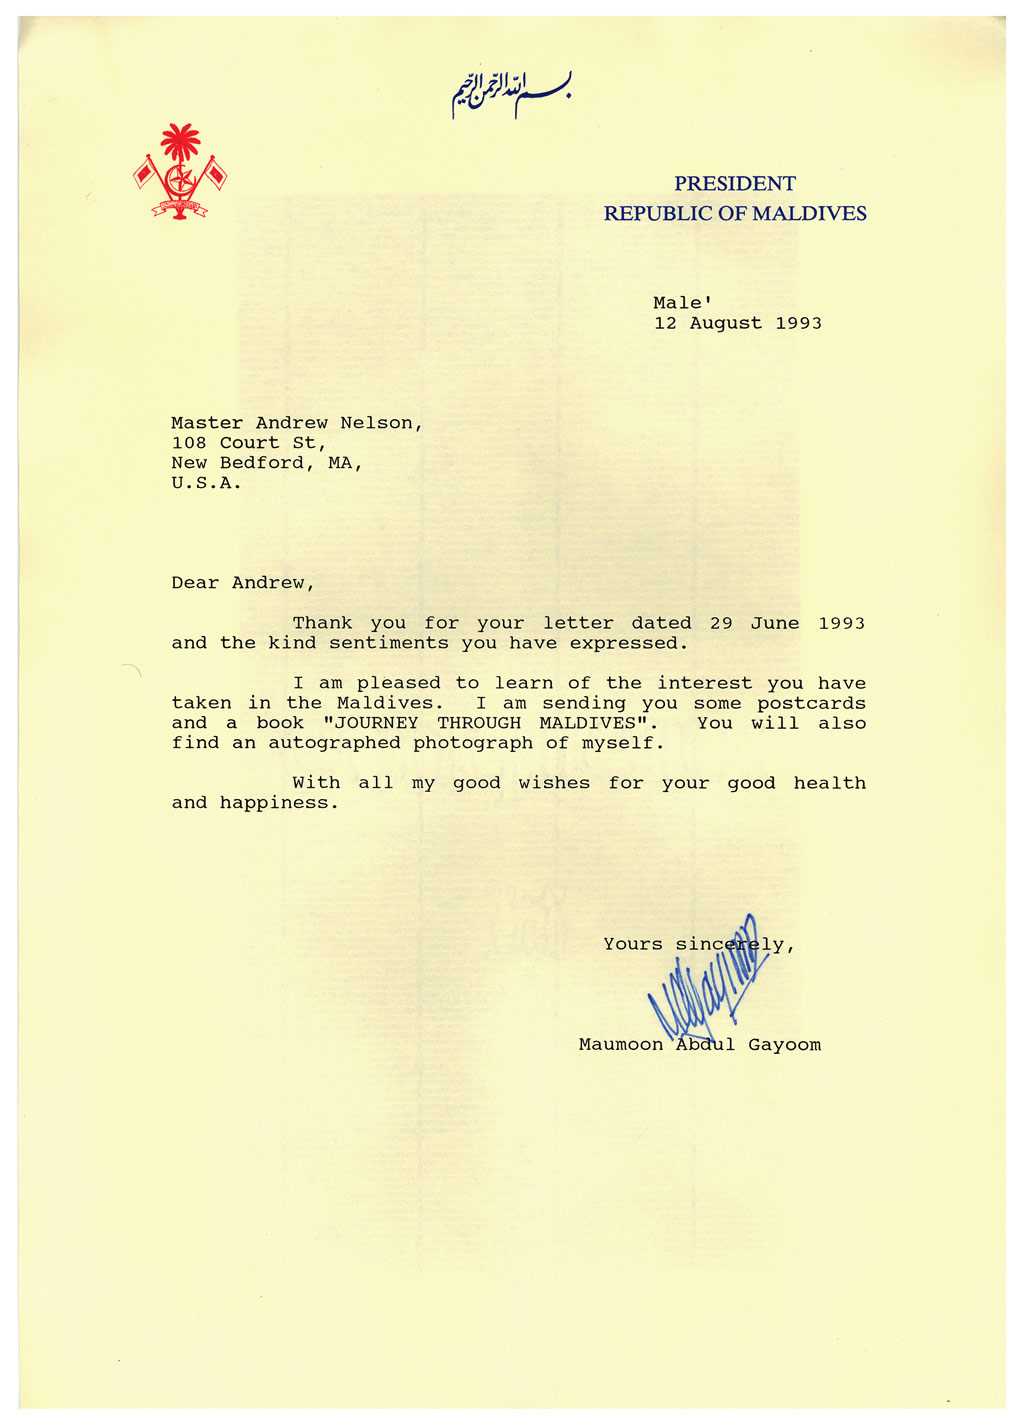 بسم الله الرحمن الرحيم
PRESIDENT
REPUBLIC OF MALDIVES
Male'
12 August 1993
Master Andrew Nelson,
108 Court St,
New Bedford, MA,
U.S.A.
Dear Andrew,
Thank you for your letter dated 29 June 1993
and the kind sentiments you have expressed.
I am pleased to learn of the interest you have
taken in the Maldives. I am sending you some postcards
and a book "JOURNEY THROUGH MALDIVES". You will also
find an autographed photograph of myself.
With all my good wishes for your good health
and happiness.
Yours sincerely,
Maumoon Abdul Gayoom